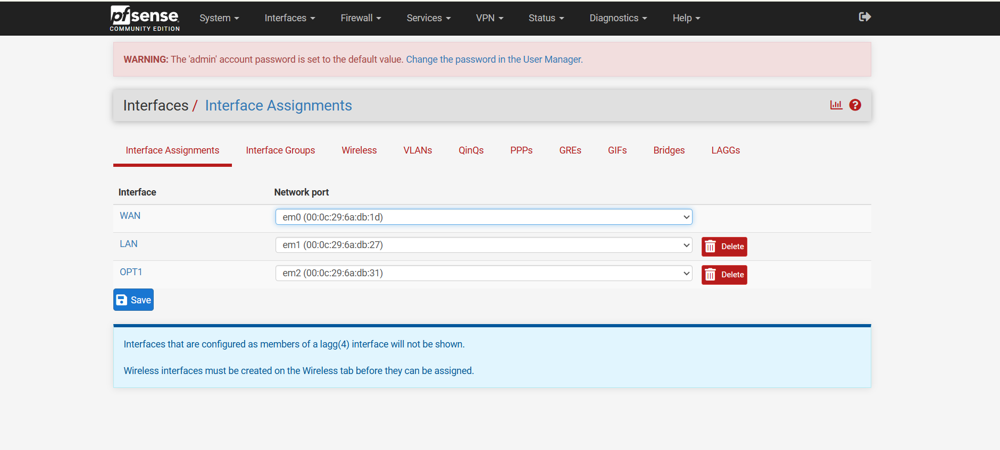 pfsense
COMMUNITY EDITION
System Interfaces Firewall Services VPN Status Diagnostics Help
WARNING: The 'admin' account password is set to the default value. Change the password in the User Manager.
Interfaces / Interface Assignments
Interface Assignments Interface Groups Wireless VLANs QinQs PPPs GREs GIFs Bridges LAGGs
Interface Network port
WAN em0 (00:0c:29:6a:db:1d)
LAN em1 (00:0c:29:6a:db:27) Delete
OPT1 em2 (00:0c:29:6a:db:31) Delete
Save
Interfaces that are configured as members of a lagg(4) interface will not be shown.
Wireless interfaces must be created on the Wireless tab before they can be assigned.